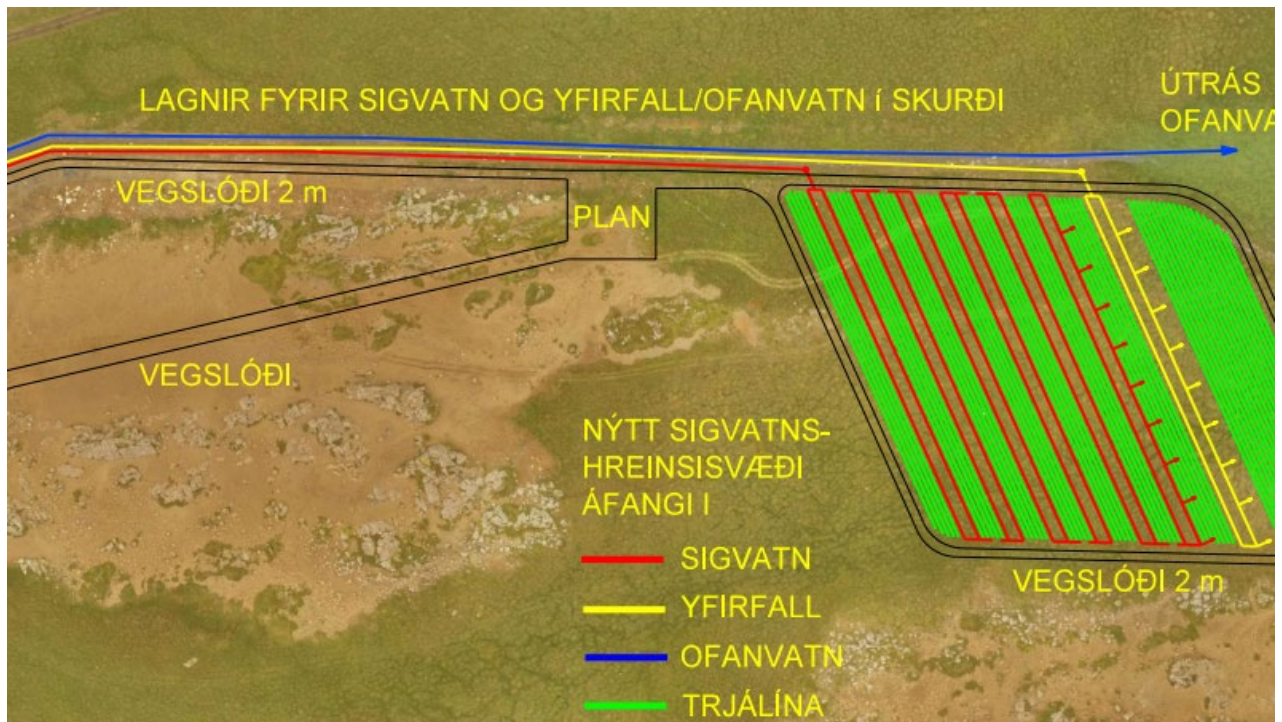 LAGNIR FYRIR SIGVATN OG YFIRFALL/OFANVATN í SKURÐI
ÚTRÁS
OFANVA
VEGSLÓÐI 2 m
PLAN
VEGSLÓÐI
NÝTT SIGVATNS-
HREINSISVÆÐI
ÁFANGI I
SIGVATN
YFIRFALL
OFANVATN
TRJÁLÍNA
VEGSLÓÐI 2 m